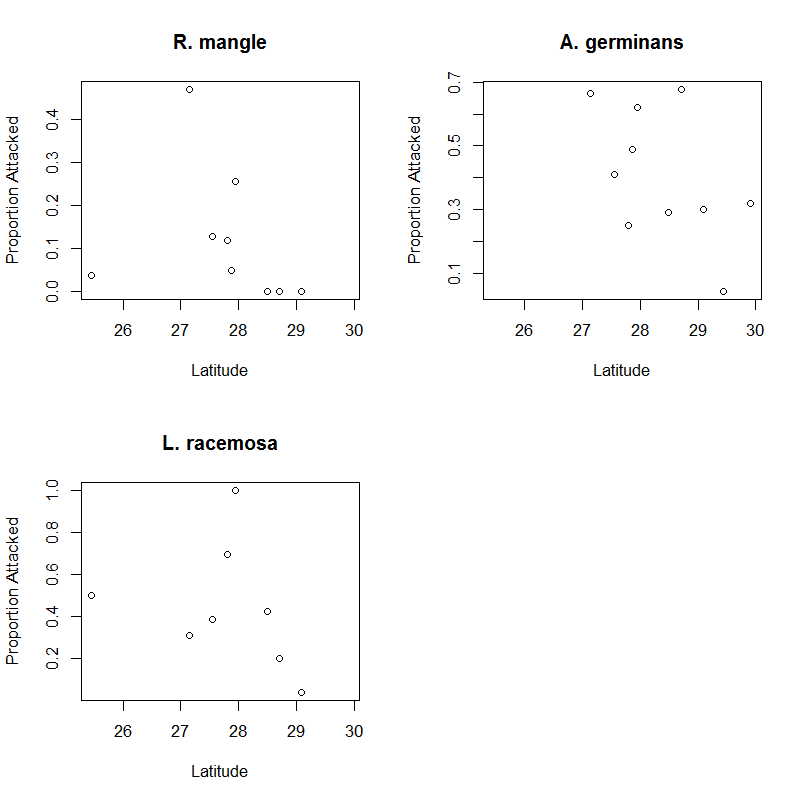 R. mangle
Proportion Attacked
0.0 0.1 0.2 0.3 0.4
26 27 28 29 30
Latitude
A. germinans
Proportion Attacked
0.1 0.3 0.5 0.7
26 27 28 29 30
Latitude
L. racemosa
Proportion Attacked
0.2 0.4 0.6 0.8 1.0
26 27 28 29 30
Latitude